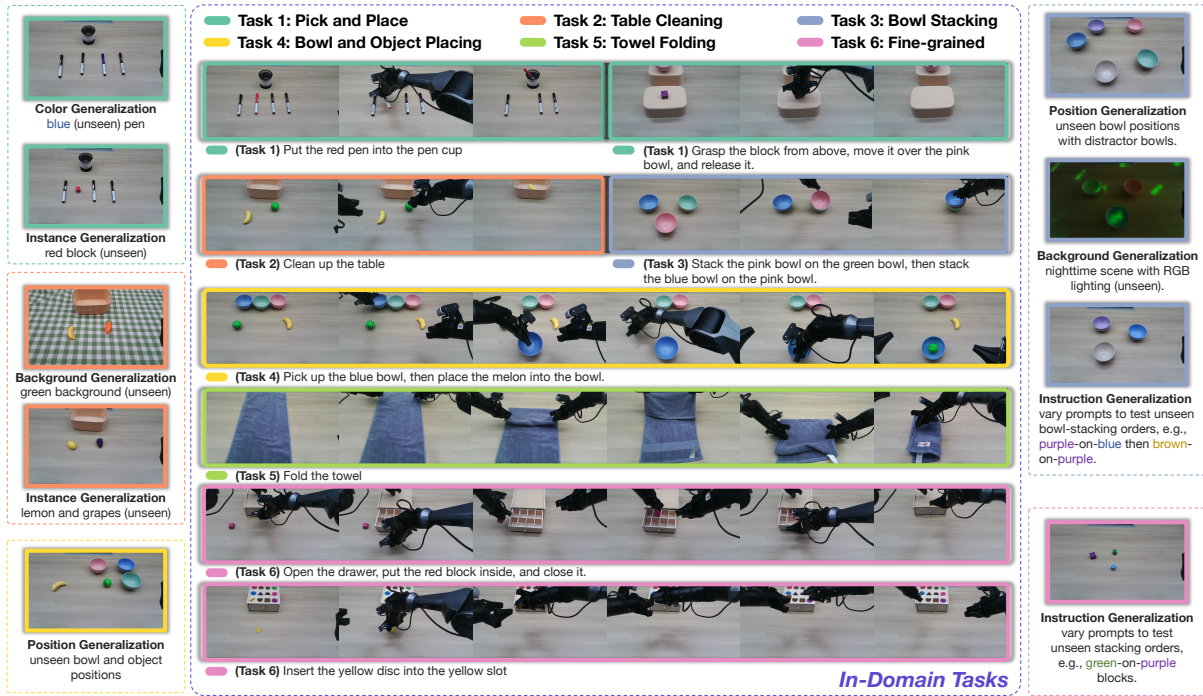 Task 1: Pick and Place
Task 2: Table Cleaning
Task 3: Bowl Stacking
Task 4: Bowl and Object Placing
Task 5: Towel Folding
Task 6: Fine-grained
Color Generalization
blue (unseen) pen
Instance Generalization
red block (unseen)
Background Generalization
green background (unseen)
Instance Generalization
lemon and grapes (unseen)
Position Generalization
unseen bowl and object
positions
(Task 1) Put the red pen into the pen cup
(Task 1) Grasp the block from above, move it over the pink
bowl, and release it.
(Task 2) Clean up the table
(Task 3) Stack the pink bowl on the green bowl, then stack
the blue bowl on the pink bowl.
(Task 4) Pick up the blue bowl, then place the melon into the bowl.
(Task 5) Fold the towel
(Task 6) Open the drawer, put the red block inside, and close it.
(Task 6) Insert the yellow disc into the yellow slot
In-Domain Tasks
Position Generalization
unseen bowl positions
with distractor bowls.
Background Generalization
nighttime scene with RGB
lighting (unseen).
Instruction Generalization
vary prompts to test unseen
bowl-stacking orders, e.g.,
purple-on-blue then brown-
on-purple.
Instruction Generalization
vary prompts to test
unseen stacking orders,
e.g., green-on-purple
blocks.